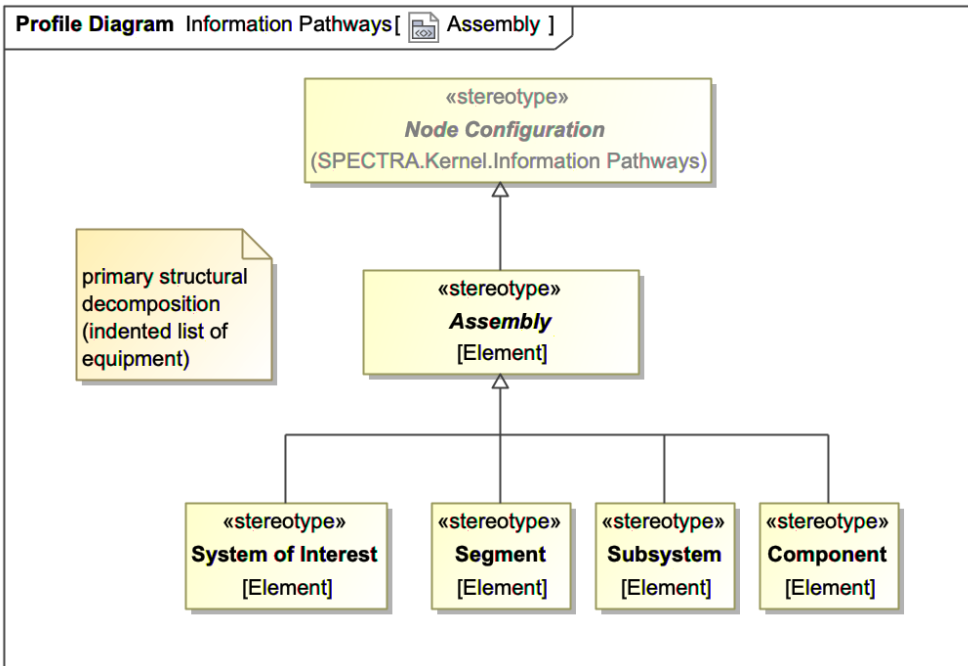 Profile Diagram Information Pathways[ Assembly ]
«stereotype»
Node Configuration
(SPECTRA.Kernel.Information Pathways)
primary structural
decomposition
(indented list of
equipment)
«stereotype»
Assembly
[Element]
«stereotype»
System of Interest
[Element]
«stereotype»
Segment
[Element]
«stereotype»
Subsystem
[Element]
«stereotype»
Component
[Element]